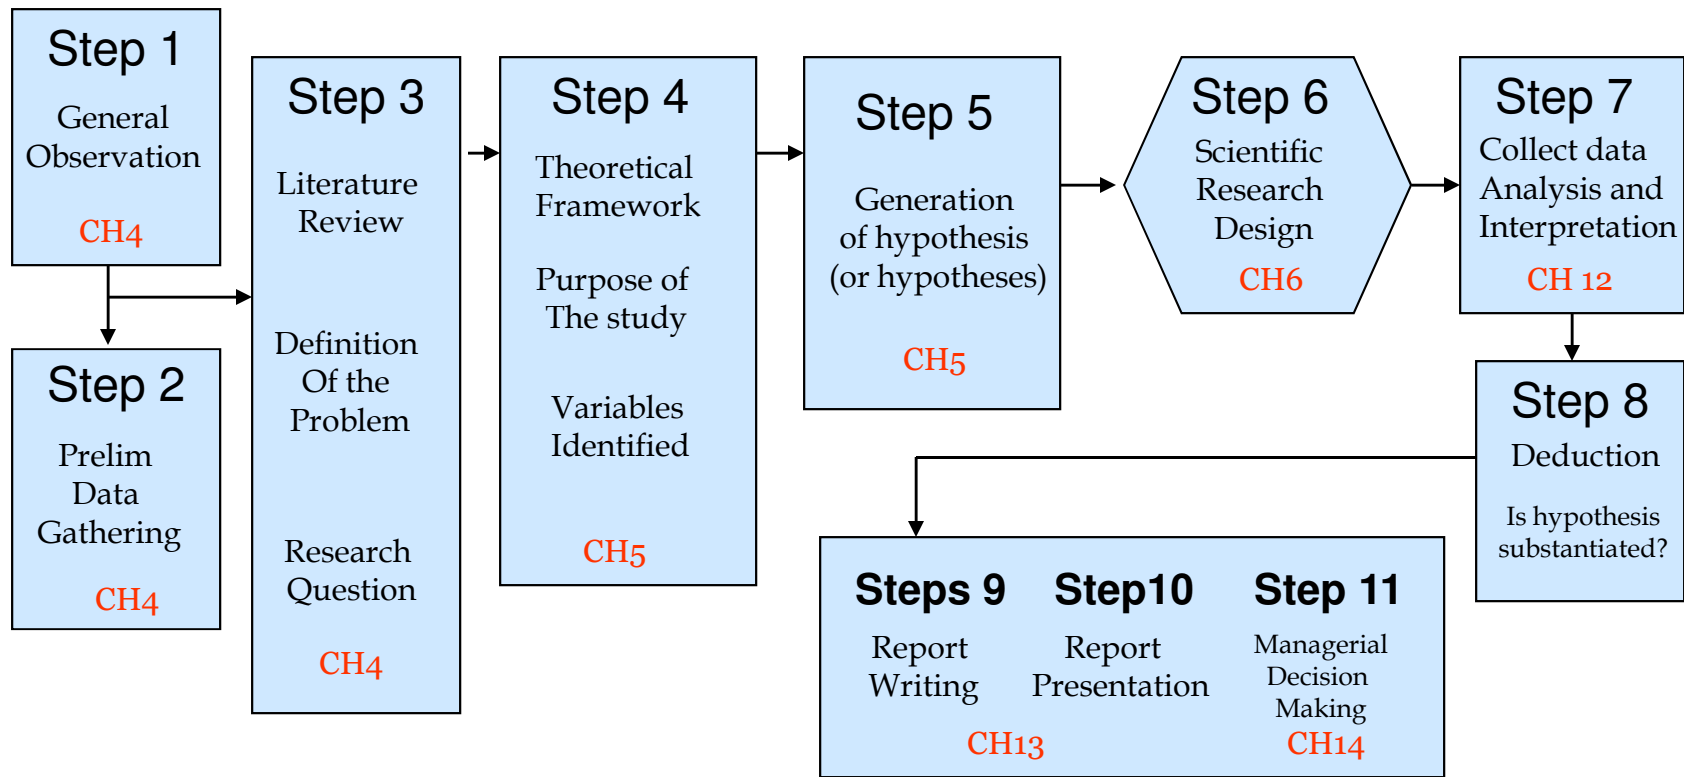 Step 1
General
Observation
CH4
Step 2
Prelim
Data
Gathering
CH4
Step 3
Literature
Review
Definition
Of the
Problem
Research
Question
CH4
Step 4
Theoretical
Framework
Purpose of
The study
Variables
Identified
CH5
Step 5
Generation
of hypothesis
(or hypotheses)
CH5
Step 6
Scientific
Research
Design
CH6
Step 7
Collect data
Analysis and
Interpretation
CH 12
Step 8
Deduction
Is hypothesis
substantiated?
Steps 9
Report
Writing
Step10
Report
Presentation
CH13
Step 11
Managerial
Decision
Making
CH14